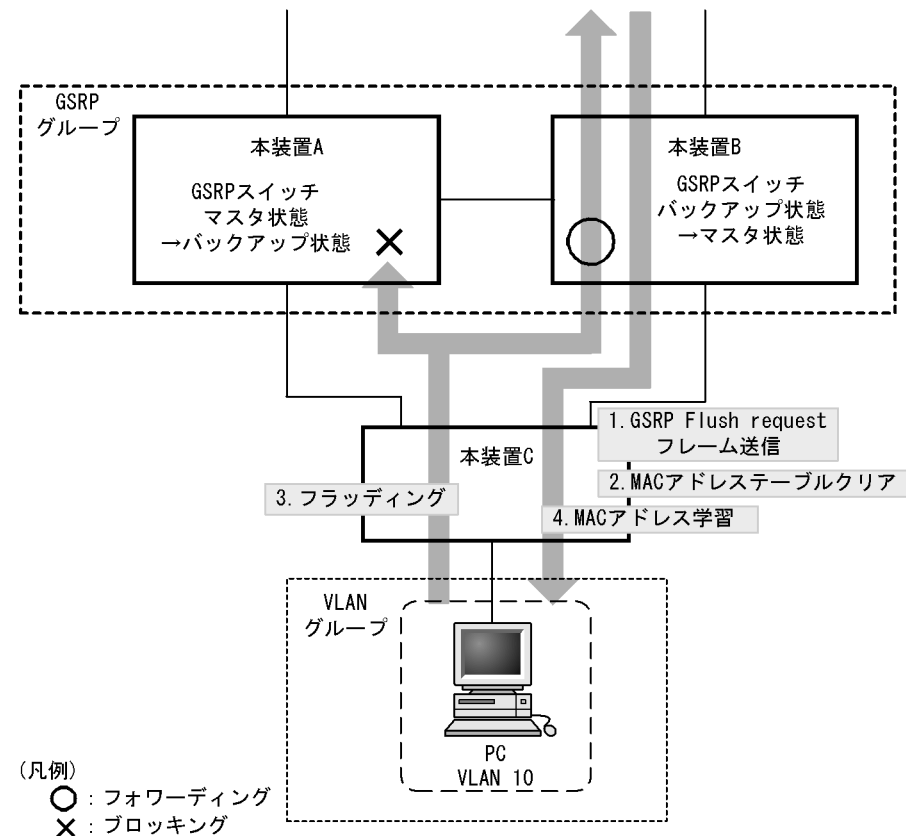 GSRP
グループ
本装置A
GSRPスイッチ
マスタ状態
→バックアップ状態
本装置B
GSRPスイッチ
バックアップ状態
→マスタ状態
本装置C
1.GSRP Flush request
フレーム送信
2.MACアドレステーブルクリア
3.フラッディング
4.MACアドレス学習
VLAN
グループ
PC
VLAN 10
(凡例)
○：フォワーディング
×：ブロッキング